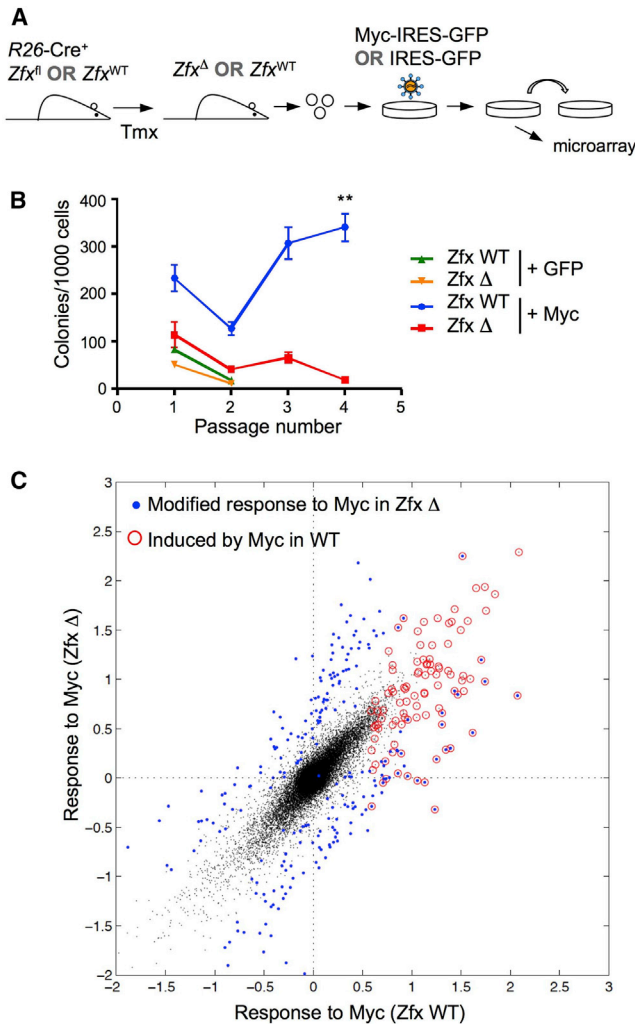 A
R26-Cre+
Zfxfl OR ZfxWT
Tmx
ZfxΔ OR ZfxWT
Myc-IRES-GFP
OR IRES-GFP
microarray
B
Colonies/1000 cells
400
300
200
100
0
**
0 1 2 3 4 5
Passage number
Zfx WT
Zfx Δ
+ GFP
Zfx WT
Zfx Δ
+ Myc
C
Modified response to Myc in Zfx Δ
Induced by Myc in WT
Response to Myc (Zfx Δ)
3
2.5
2
1.5
1
0.5
0
−0.5
−1
−1.5
−2
−2 −1.5 −1 −0.5 0 0.5 1 1.5 2 2.5 3
Response to Myc (Zfx WT)